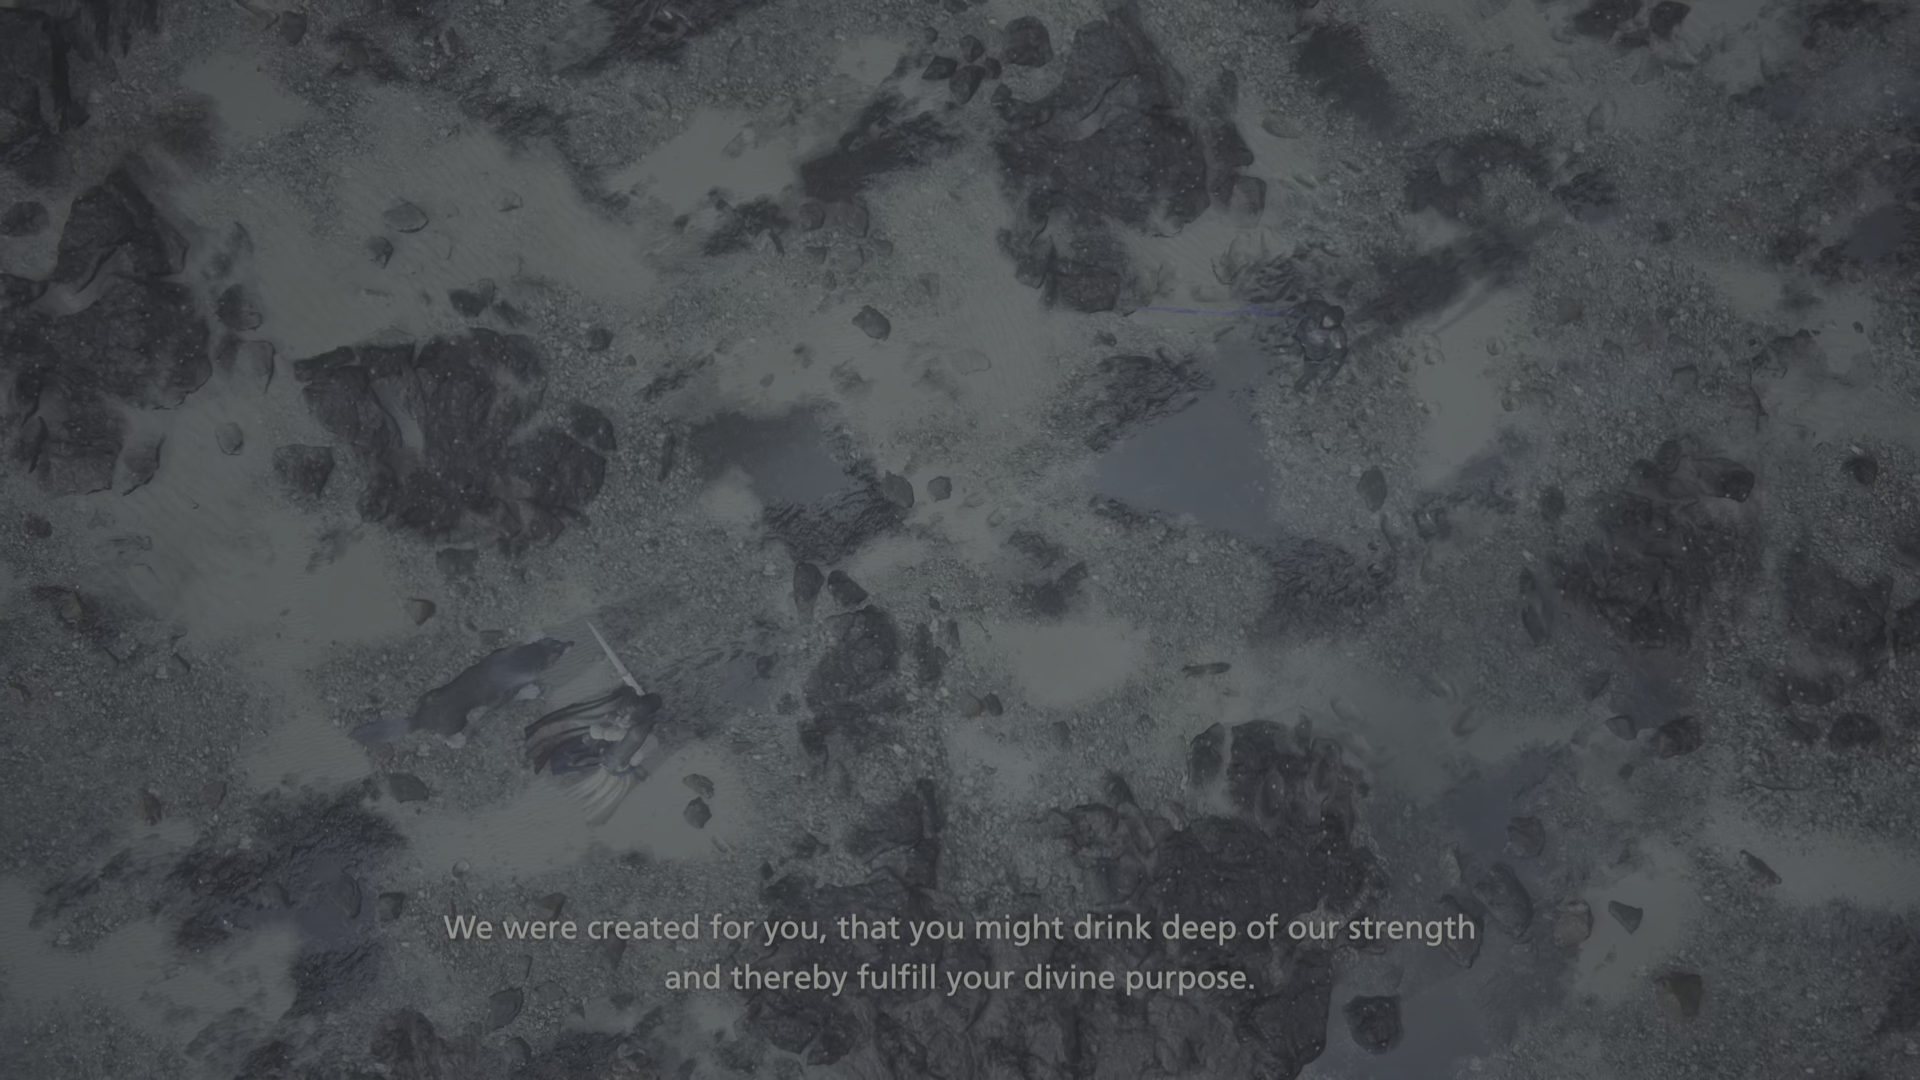 We were created for you, that you might drink deep of our strength
and thereby fulfill your divine purpose.